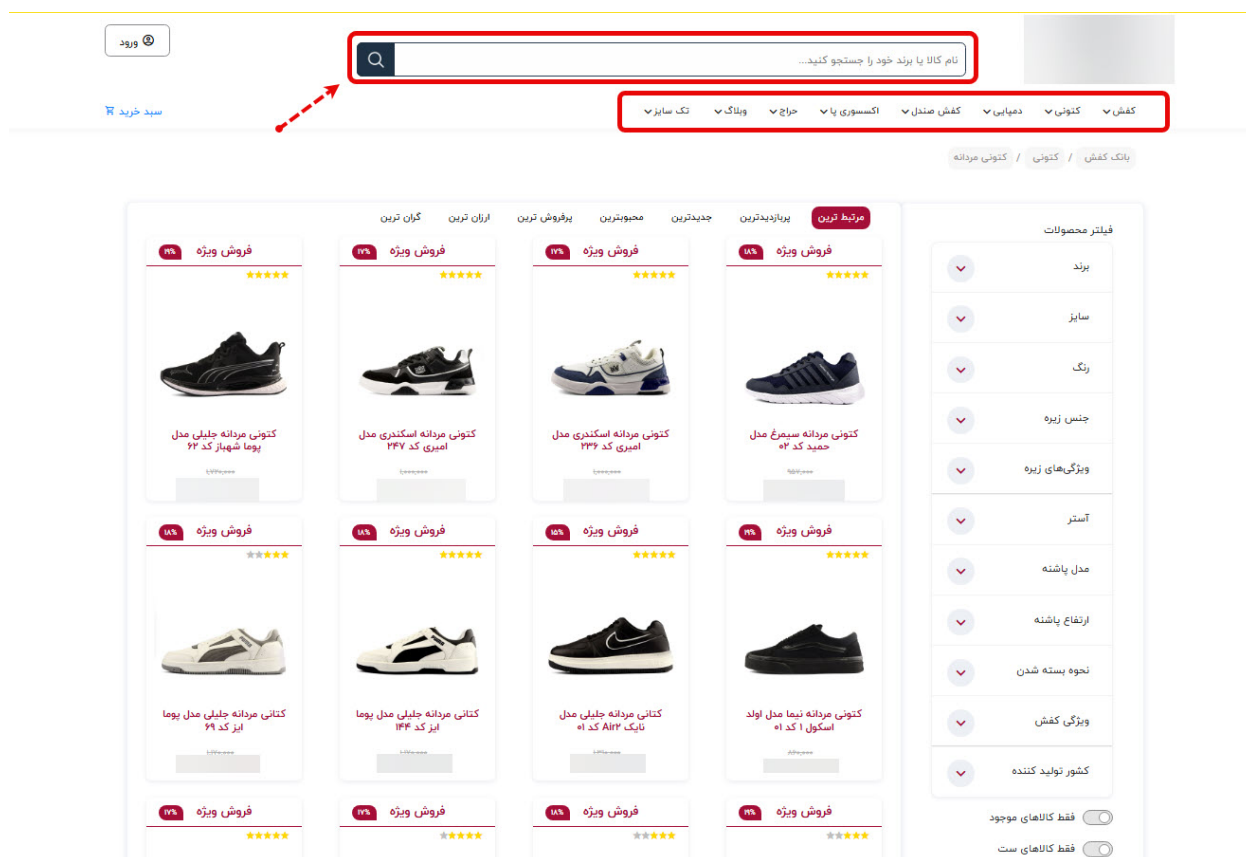 نام کالا یا برند خود را جستجو کنید...
ورود
کفش
کتونی
دمپایی
کفش صندل
اکسسوری پا
حراج
وبلاگ
تک سایز
سبد خرید
بانک کفش / کتونی / کتونی مردانه
فیلتر محصولات
برند
سایز
رنگ
جنس زیره
ویژگی‌های زیره
آستر
مدل پاشنه
ارتفاع پاشنه
نحوه بسته شدن
ویژگی کفش
کشور تولید کننده
فقط کالاهای موجود
فقط کالاهای ست
مرتبط ترین
پربازدیدترین
جدیدترین
محبوبترین
پرفروش ترین
ارزان ترین
گران ترین
فروش ویژه ۱۸%
کتونی مردانه سیمرغ مدل
حمید کد ۰۲
فروش ویژه ۱۷%
کتونی مردانه اسکندری مدل
امیری کد ۲۳۶
۱,۰۰۰,۰۰۰
فروش ویژه ۱۷%
کتونی مردانه اسکندری مدل
امیری کد ۲۴۷
۱,۰۰۰,۰۰۰
فروش ویژه ۱۹%
کتونی مردانه جلیلی مدل
پوما شهباز کد ۶۲
فروش ویژه ۱۹%
کتونی مردانه نیما مدل اولد
اسکول ۱ کد ۰۱
فروش ویژه ۱۵%
کتانی مردانه جلیلی مدل
نایک Air۲ کد ۰۱
فروش ویژه ۱۸%
کتانی مردانه جلیلی مدل پوما
ایز کد ۱۴۴
فروش ویژه ۱۸%
کتانی مردانه جلیلی مدل پوما
ایز کد ۶۹
فروش ویژه ۱۹%
فروش ویژه ۱۸%
فروش ویژه ۱۷%
فروش ویژه ۱۷%